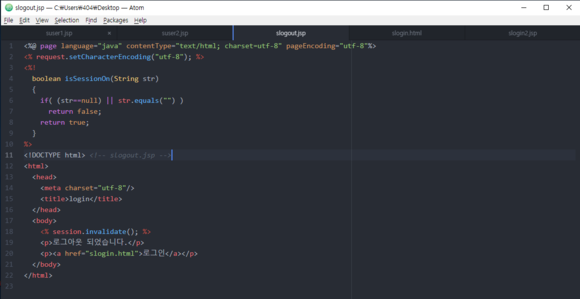 slogout.jsp — C:₩Users₩404₩Desktop — Atom
File Edit View Selection Find Packages Help
suser1.jsp × suser2.jsp slogout.jsp slogin.html slogin2.jsp
1 <%@ page language="java" contentType="text/html; charset=utf-8" pageEncoding="utf-8"%>
2 <% request.setCharacterEncoding("utf-8"); %>
3 <%!
4 boolean isSessionOn(String str)
5 {
6 if( (str==null) || str.equals("") )
7 return false;
8 return true;
9 }
10 %>
11 <!DOCTYPE html> <!-- slogout.jsp -->
12 <html>
13 <head>
14 <meta charset="utf-8"/>
15 <title>login</title>
16 </head>
17 <body>
18 <% session.invalidate(); %>
19 <p>로그아웃 되었습니다.</p>
20 <p><a href="slogin.html">로그인</a></p>
21 </body>
22 </html>
23